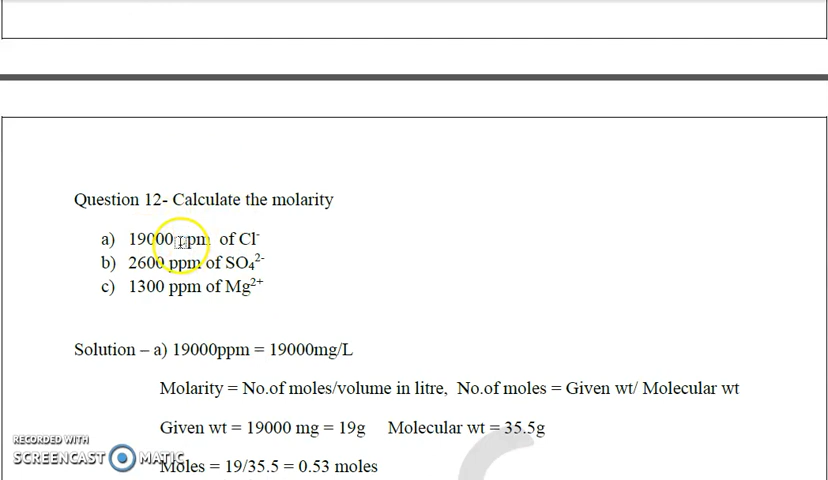 Question 12- Calculate the molarity
a) 19000 ppm of Cl⁻
b) 2600 ppm of SO₄²⁻
c) 1300 ppm of Mg²⁺
Solution – a) 19000ppm = 19000mg/L
Molarity = No.of moles/volume in litre, No.of moles = Given wt/ Molecular wt
Given wt = 19000 mg = 19g Molecular wt = 35.5g
RECORDED WITH
SCREENCAST MATIC
Moles = 19/35.5 = 0.53 moles